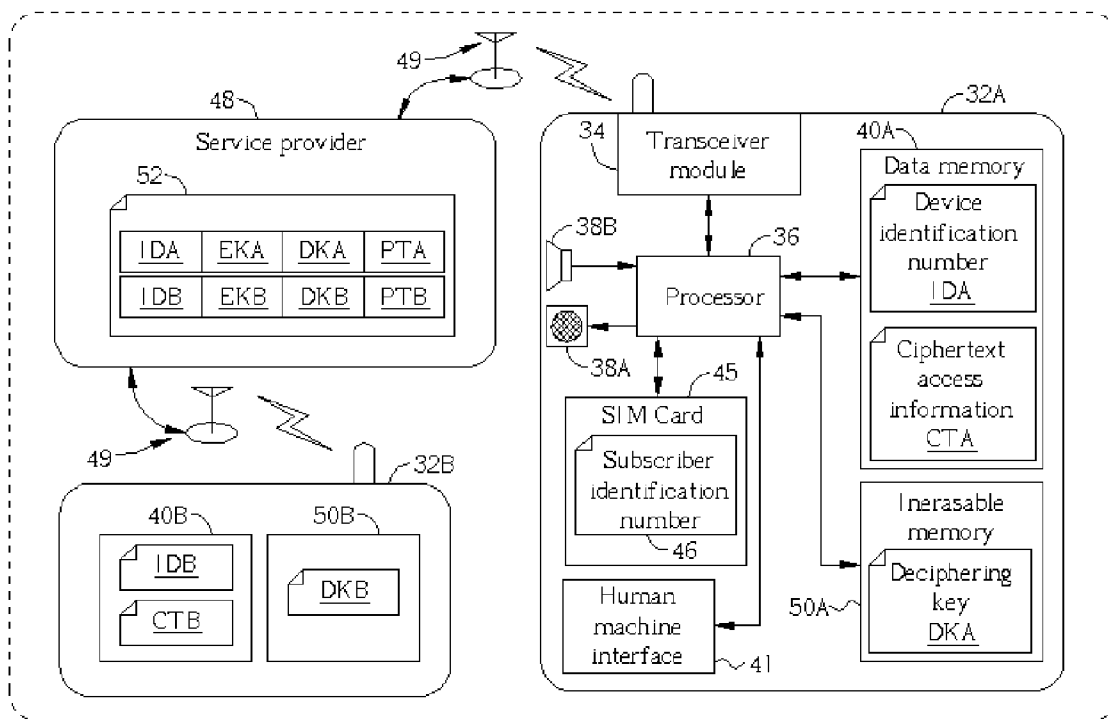 49
48
Service provider
52
IDA EKA DKA PTA
IDB EKB DKB PTB
49
32B
40B
IDB
CTB
50B
DKB
32A
34
Transceiver
module
38B
36
Processor
38A
45
SIM Card
Subscriber
identification
number
46
Human
machine
interface
41
40A
Data memory
Device
identification
number
IDA
Ciphertext
access
information
CTA
Inerasable
memory
Deciphering
key
DKA
50A